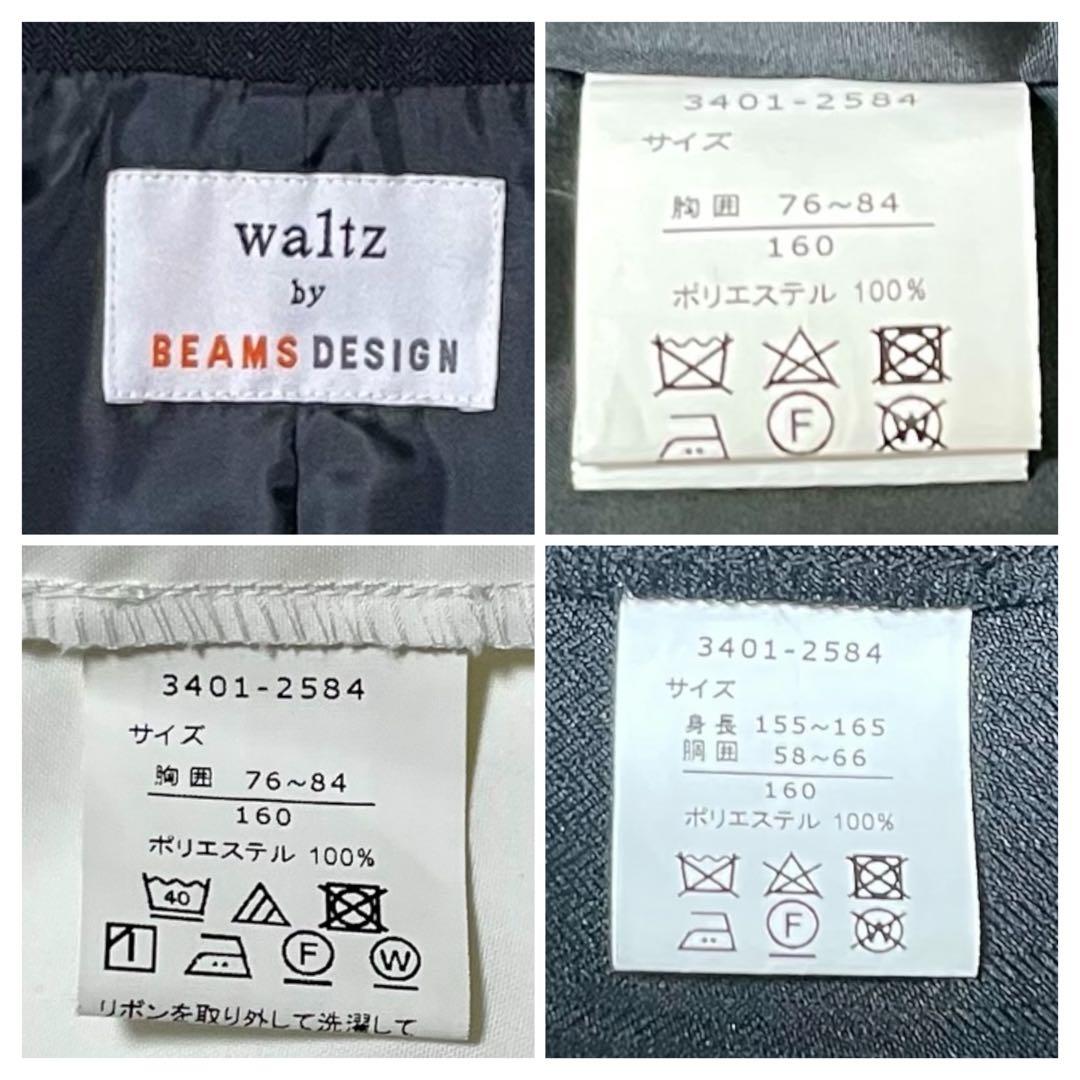 waltz
by
BEAMS DESIGN
3401-2584
サイズ
胸囲 76~84
160
ポリエステル 100%
F
W
3401-2584
サイズ
胸囲 76~84
160
ポリエステル 100%
40
F
W
リボンを取り外して洗濯して
3401-2584
サイズ
身長 155~165
胴囲 58~66
160
ポリエステル 100%
F
W